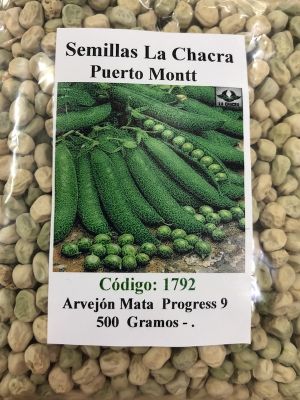 Semillas La Chacra
Puerto Montt
Código: 1792
Arvejón Mata Progress 9
500 Gramos - .